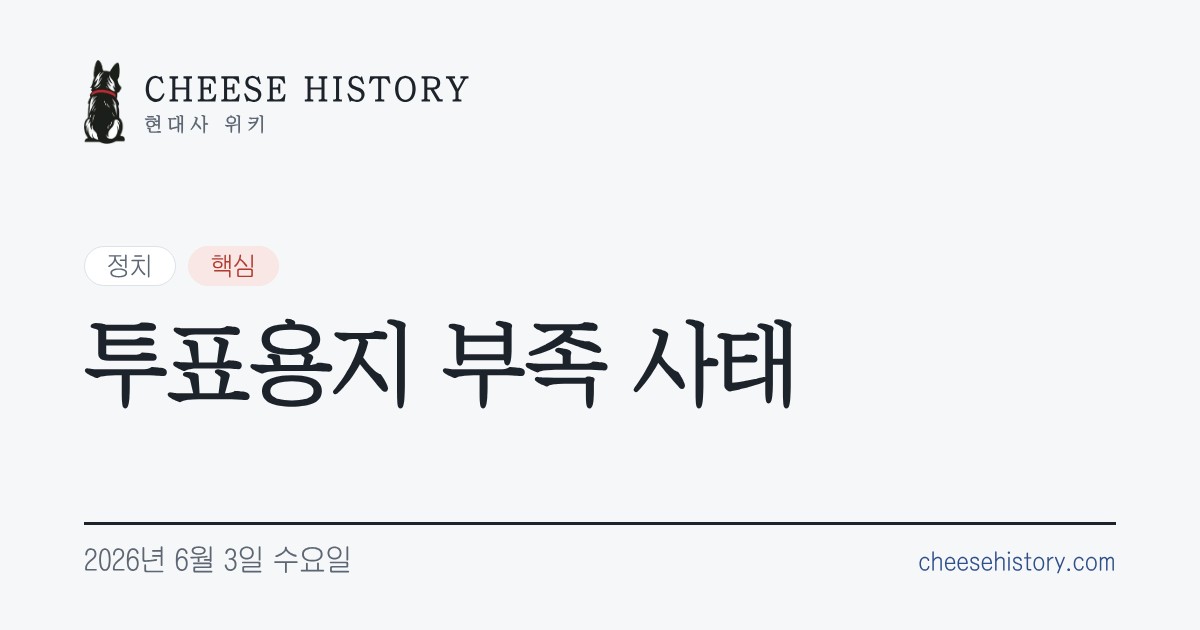 CHEESE HISTORY
현대사 위키
정치 핵심
투표용지 부족 사태
2026년 6월 3일 수요일
cheesehistory.com